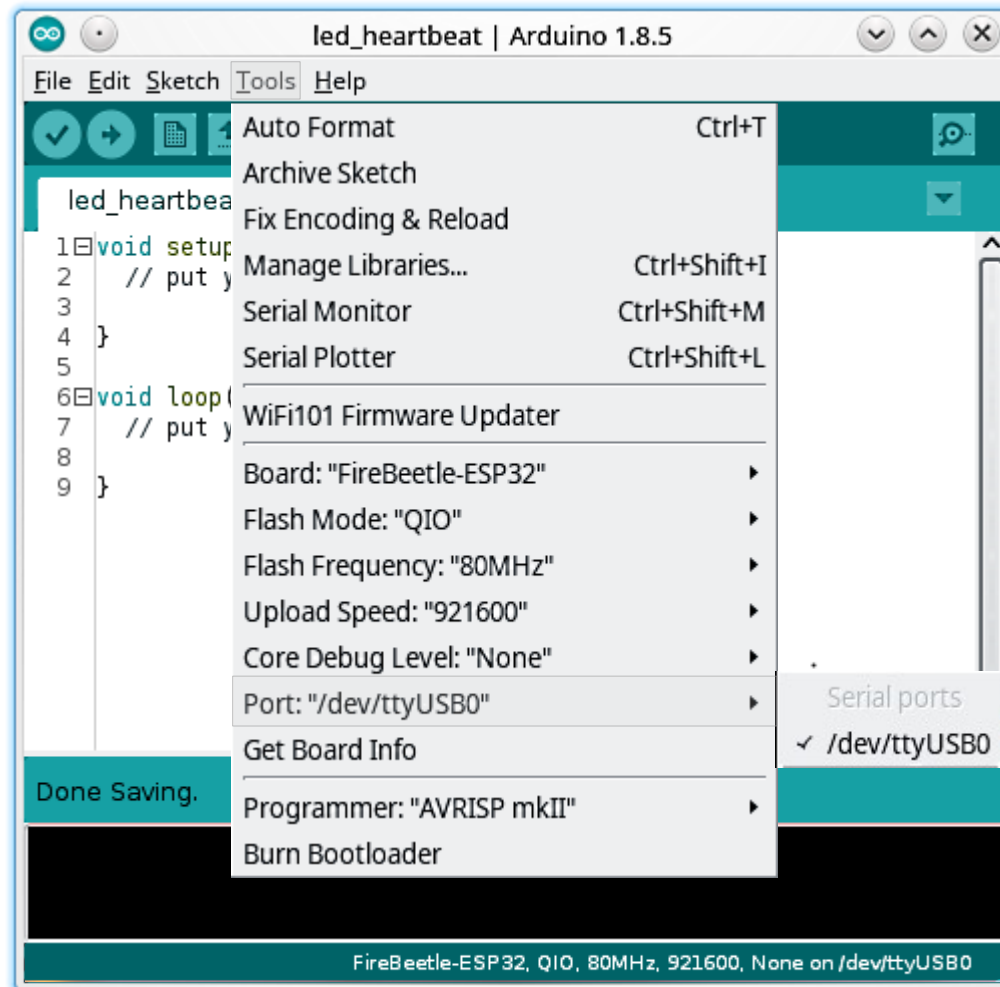 led_heartbeat | Arduino 1.8.5
File Edit Sketch Tools Help
Auto Format Ctrl+T
Archive Sketch
Fix Encoding & Reload
Manage Libraries... Ctrl+Shift+I
Serial Monitor Ctrl+Shift+M
Serial Plotter Ctrl+Shift+L
WiFi101 Firmware Updater
Board: "FireBeetle-ESP32"
Flash Mode: "QIO"
Flash Frequency: "80MHz"
Upload Speed: "921600"
Core Debug Level: "None"
Port: "/dev/ttyUSB0"
Get Board Info
Programmer: "AVRISP mkII"
Burn Bootloader
Serial ports
✓ /dev/ttyUSB0
led_heartbea
1 void setup
2 // put y
3
4 }
5
6 void loop(
7 // put y
8
9 }
Done Saving.
FireBeetle-ESP32, QIO, 80MHz, 921600, None on /dev/ttyUSB0